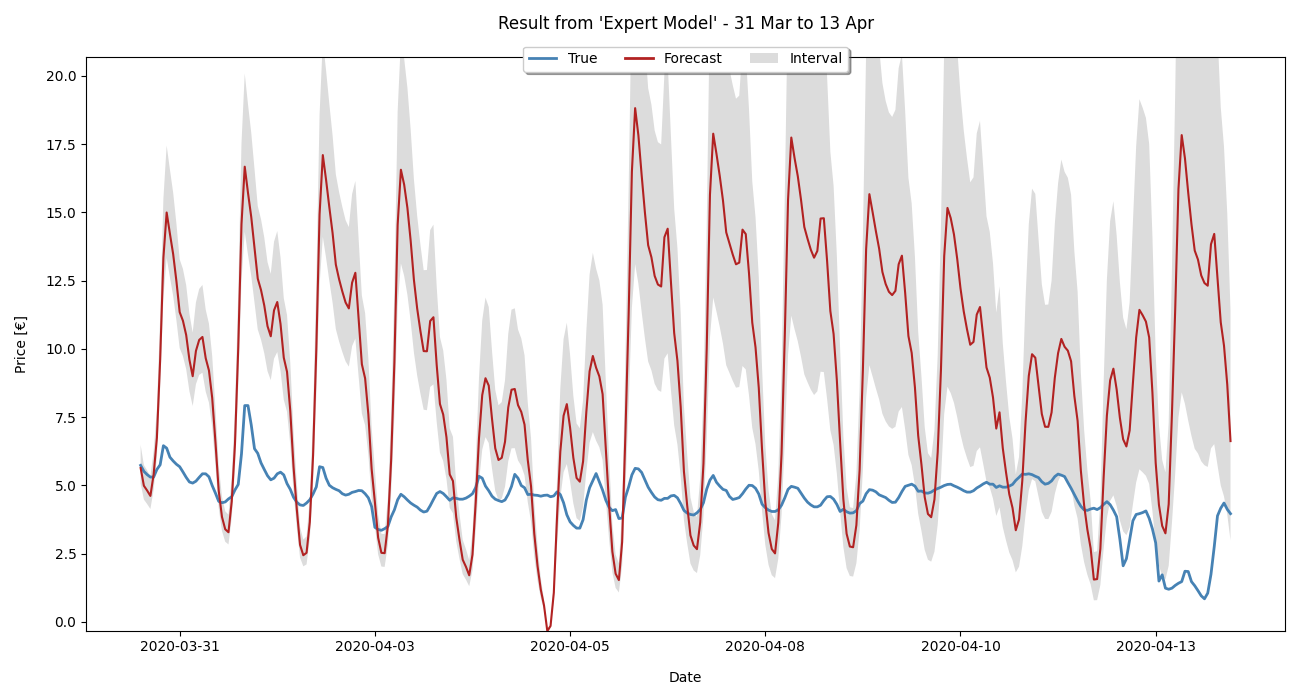 Result from 'Expert Model' - 31 Mar to 13 Apr
True Forecast Interval
20.0
17.5
15.0
12.5
10.0
7.5
5.0
2.5
0.0
Price [€]
2020-03-31 2020-04-03 2020-04-05 2020-04-08 2020-04-10 2020-04-13
Date